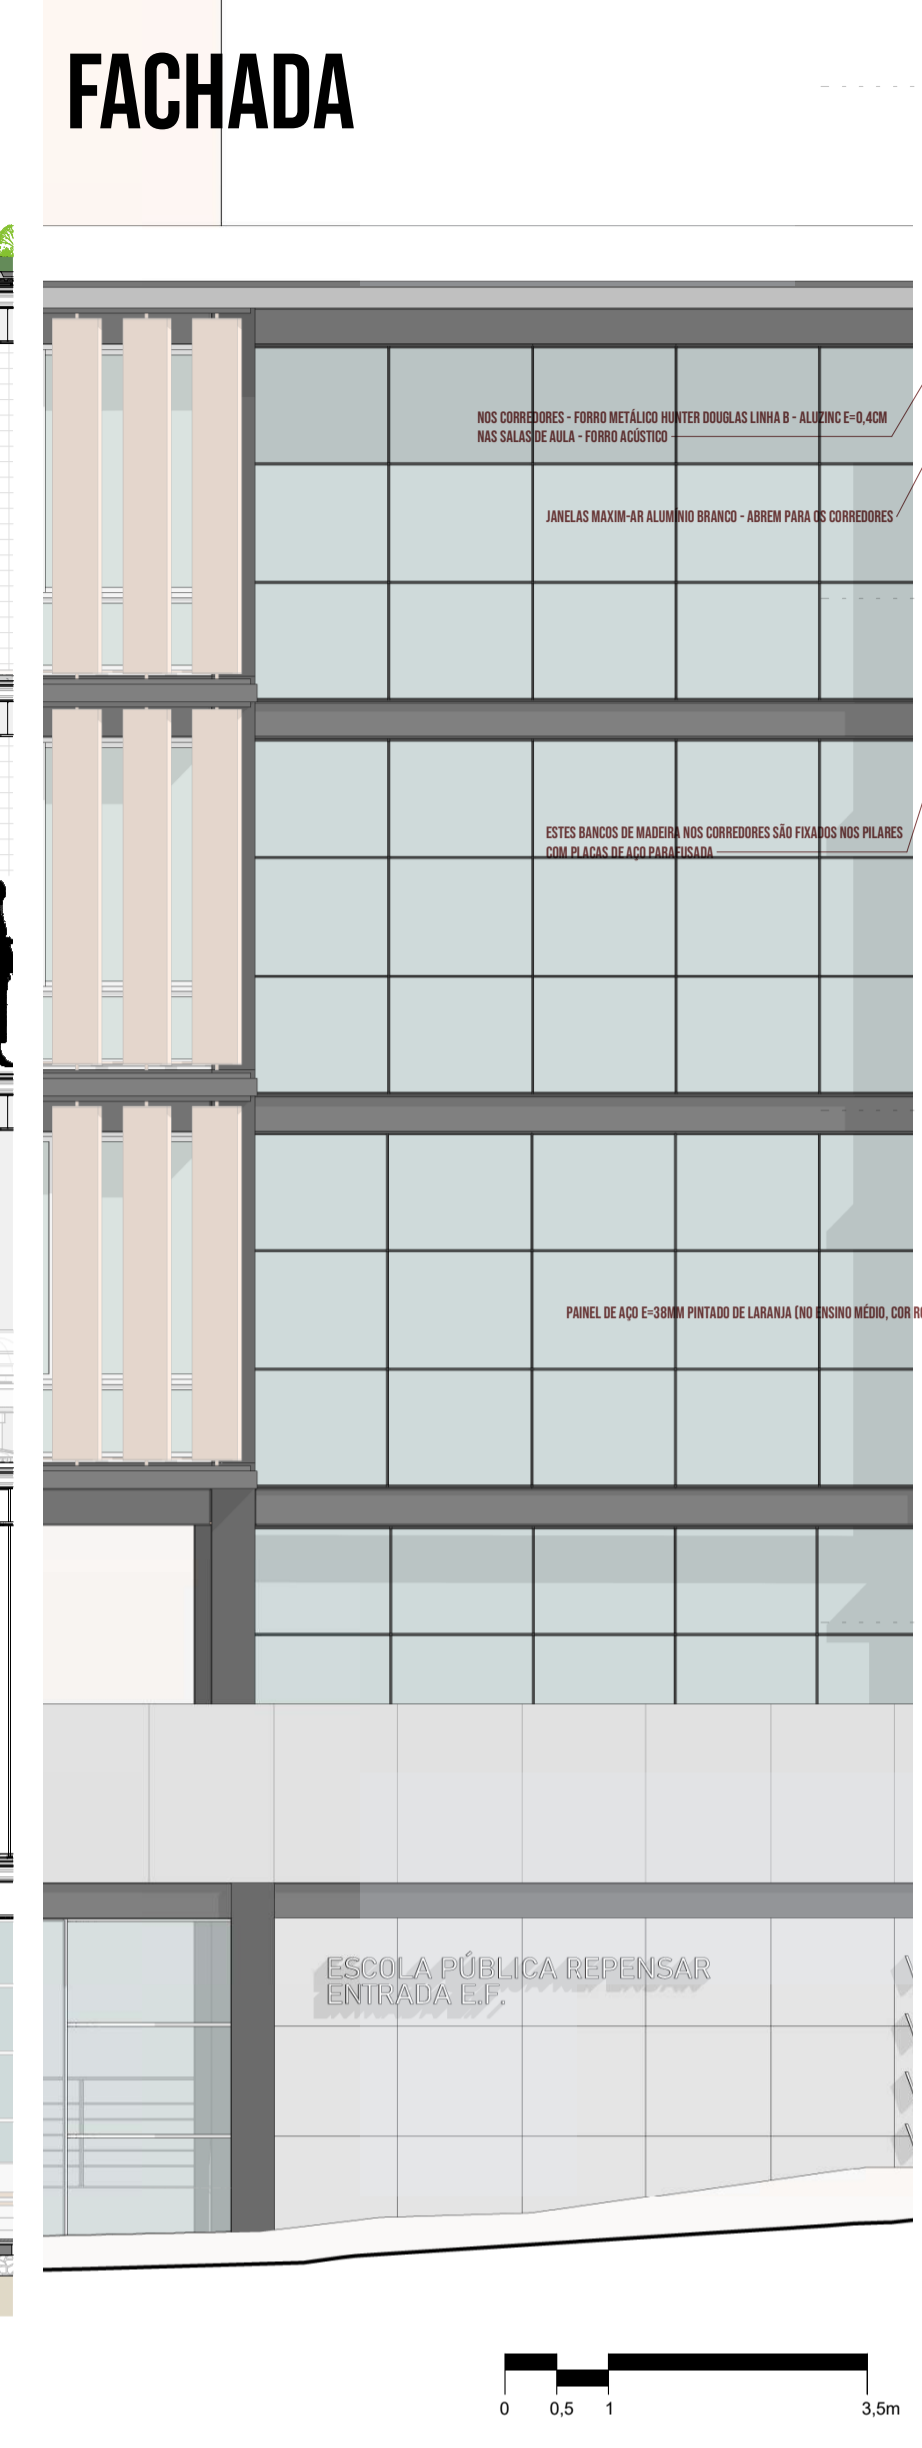 FACHADA
NOS CORREDORES - FORRO METÁLICO HUNTER DOUGLAS LINHA B - ALUZINC E=0,4CM
NAS SALAS DE AULA - FORRO ACÚSTICO
JANELAS MAXIM-AR ALUMÍNIO BRANCO - ABREM PARA OS CORREDORES
ESTES BANCOS DE MADEIRA NOS CORREDORES SÃO FIXADOS NOS PILARES
COM PLACAS DE AÇO PARAFUSADA
PAINEL DE AÇO E=38MM PINTADO DE LARANJA (NO ENSINO MÉDIO, COR
ESCOLA PÚBLICA REPENSAR
ENTRADA E.F.
0 0,5 1 3,5m